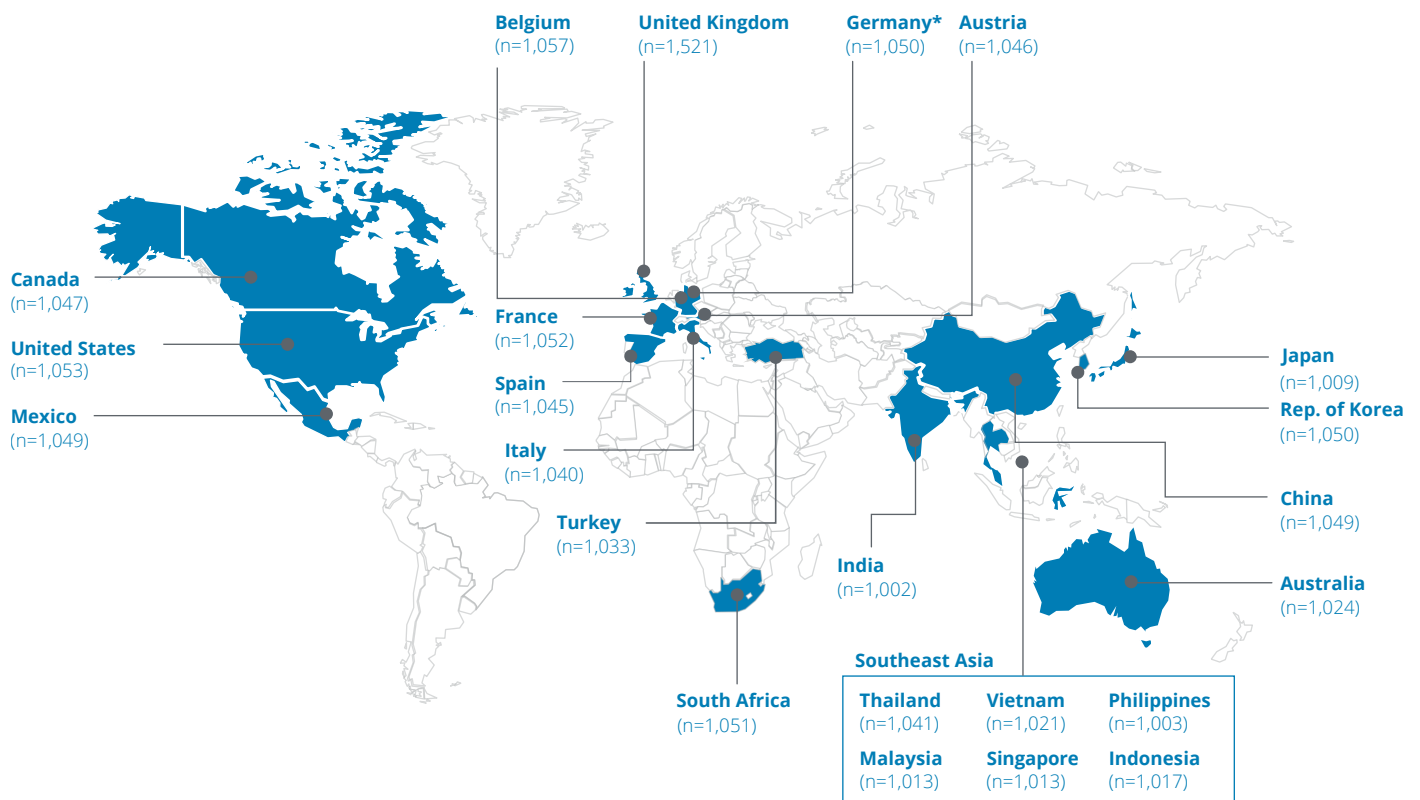 Belgium
(n=1,057)
United Kingdom
(n=1,521)
Germany*
(n=1,050)
Austria
(n=1,046)
Canada
(n=1,047)
United States
(n=1,053)
Mexico
(n=1,049)
France
(n=1,052)
Spain
(n=1,045)
Italy
(n=1,040)
Turkey
(n=1,033)
South Africa
(n=1,051)
India
(n=1,002)
Japan
(n=1,009)
Rep. of Korea
(n=1,050)
China
(n=1,049)
Australia
(n=1,024)
Southeast Asia
Thailand
(n=1,041)
Vietnam
(n=1,021)
Philippines
(n=1,003)
Malaysia
(n=1,013)
Singapore
(n=1,013)
Indonesia
(n=1,017)